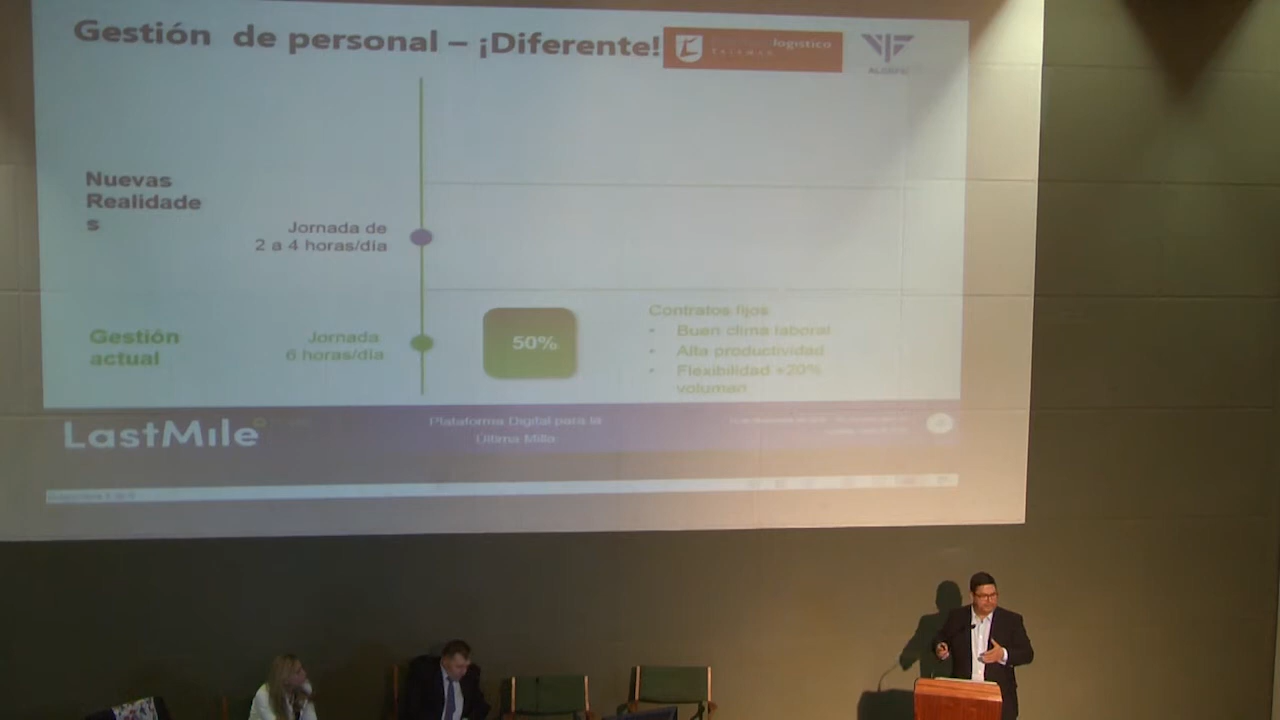 Gestión de personal – ¡Diferente!
logístico
Nuevas
Realidade
s
Jornada de
2 a 4 horas/día
Gestión
actual
Jornada
6 horas/día
50%
Contratos fijos
• Buen clima laboral
• Alta productividad
• Flexibilidad +20%
volumen
LastMile
Plataforma Digital para la
Última Milla